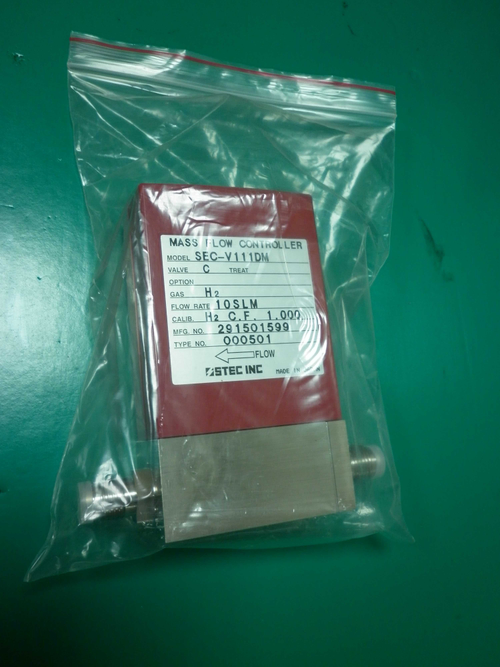 MASS FLOW CONTROLLER
MODEL SEC-V111DM
VALVE C TREAT
OPTION
GAS H2
FLOW RATE 10SLM
CALIB. H2 C.F. 1.000
MFG. NO. 291501599
TYPE NO. 000501
FLOW
STEC INC MADE IN JAPAN